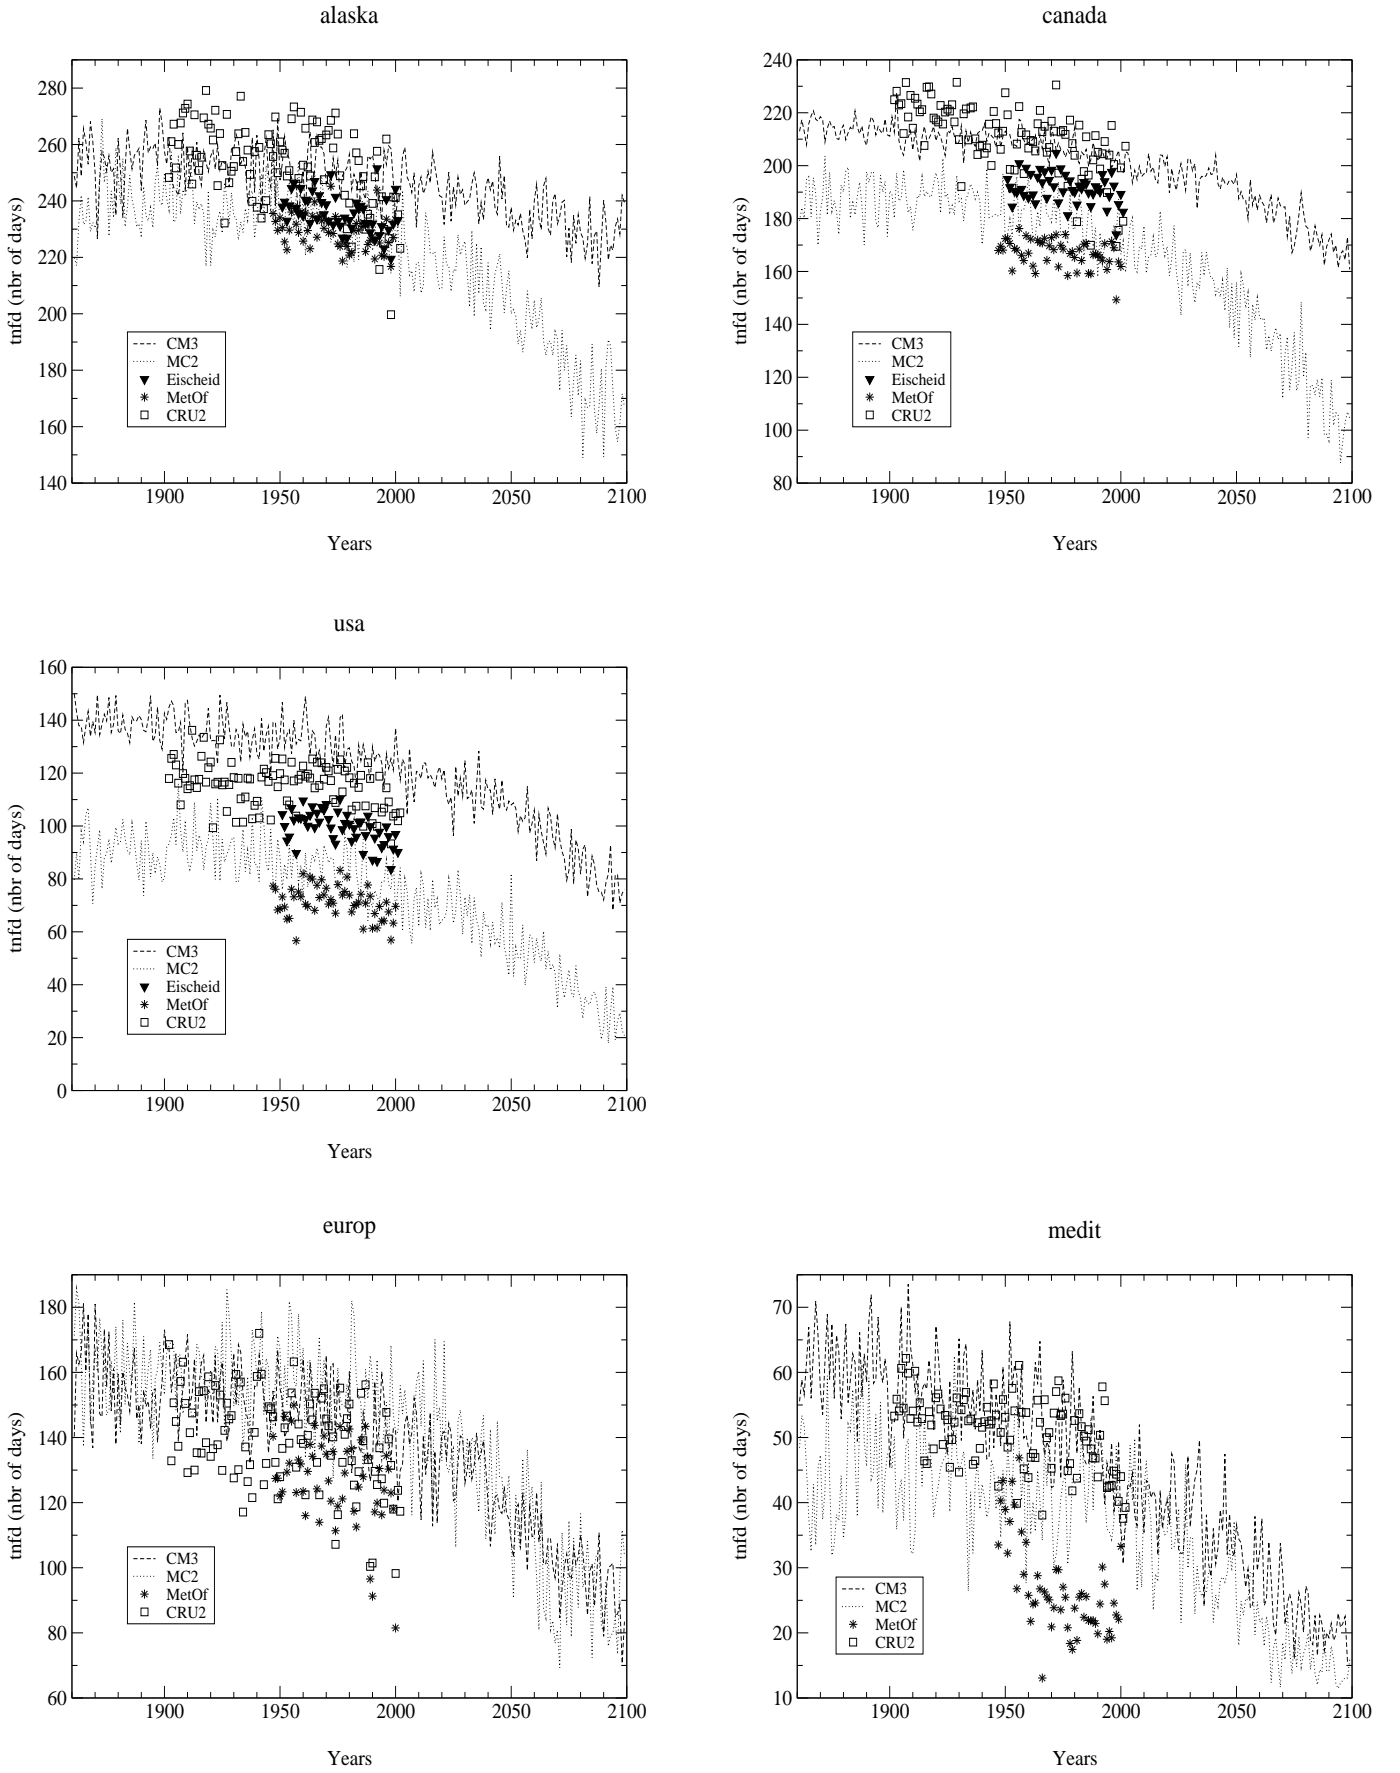 alaska
280
260
240
220
200
180
160
140
1900
1950
2000
2050
2100
tnfd (nbr of days)
Years
CM3
MC2
Eischeid
MetOf
CRU2
canada
240
220
200
180
160
140
120
100
80
1900
1950
2000
2050
2100
tnfd (nbr of days)
Years
CM3
MC2
Eischeid
MetOf
CRU2
usa
160
140
120
100
80
60
40
20
0
1900
1950
2000
2050
2100
tnfd (nbr of days)
Years
CM3
MC2
Eischeid
MetOf
CRU2
europ
180
160
140
120
100
80
60
1900
1950
2000
2050
2100
tnfd (nbr of days)
Years
CM3
MC2
MetOf
CRU2
medit
70
60
50
40
30
20
10
1900
1950
2000
2050
2100
tnfd (nbr of days)
Years
CM3
MC2
MetOf
CRU2